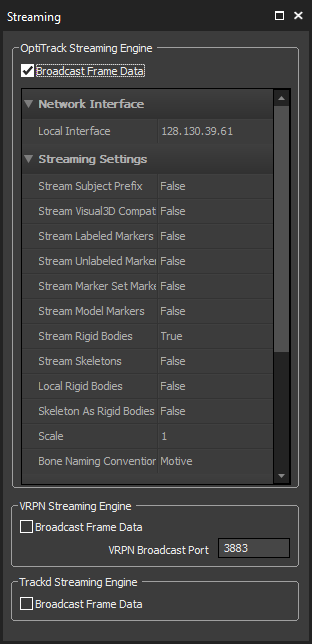 Streaming
OptiTrack Streaming Engine
Broadcast Frame Data
Network Interface
Local Interface 128.130.39.61
Streaming Settings
Stream Subject Prefix False
Stream Visual3D Compat False
Stream Labeled Markers False
Stream Unlabeled Marker False
Stream Marker Set Marke False
Stream Model Markers False
Stream Rigid Bodies True
Stream Skeletons False
Local Rigid Bodies False
Skeleton As Rigid Bodies False
Scale 1
Bone Naming Convention Motive
VRPN Streaming Engine
Broadcast Frame Data
VRPN Broadcast Port 3883
Trackd Streaming Engine
Broadcast Frame Data